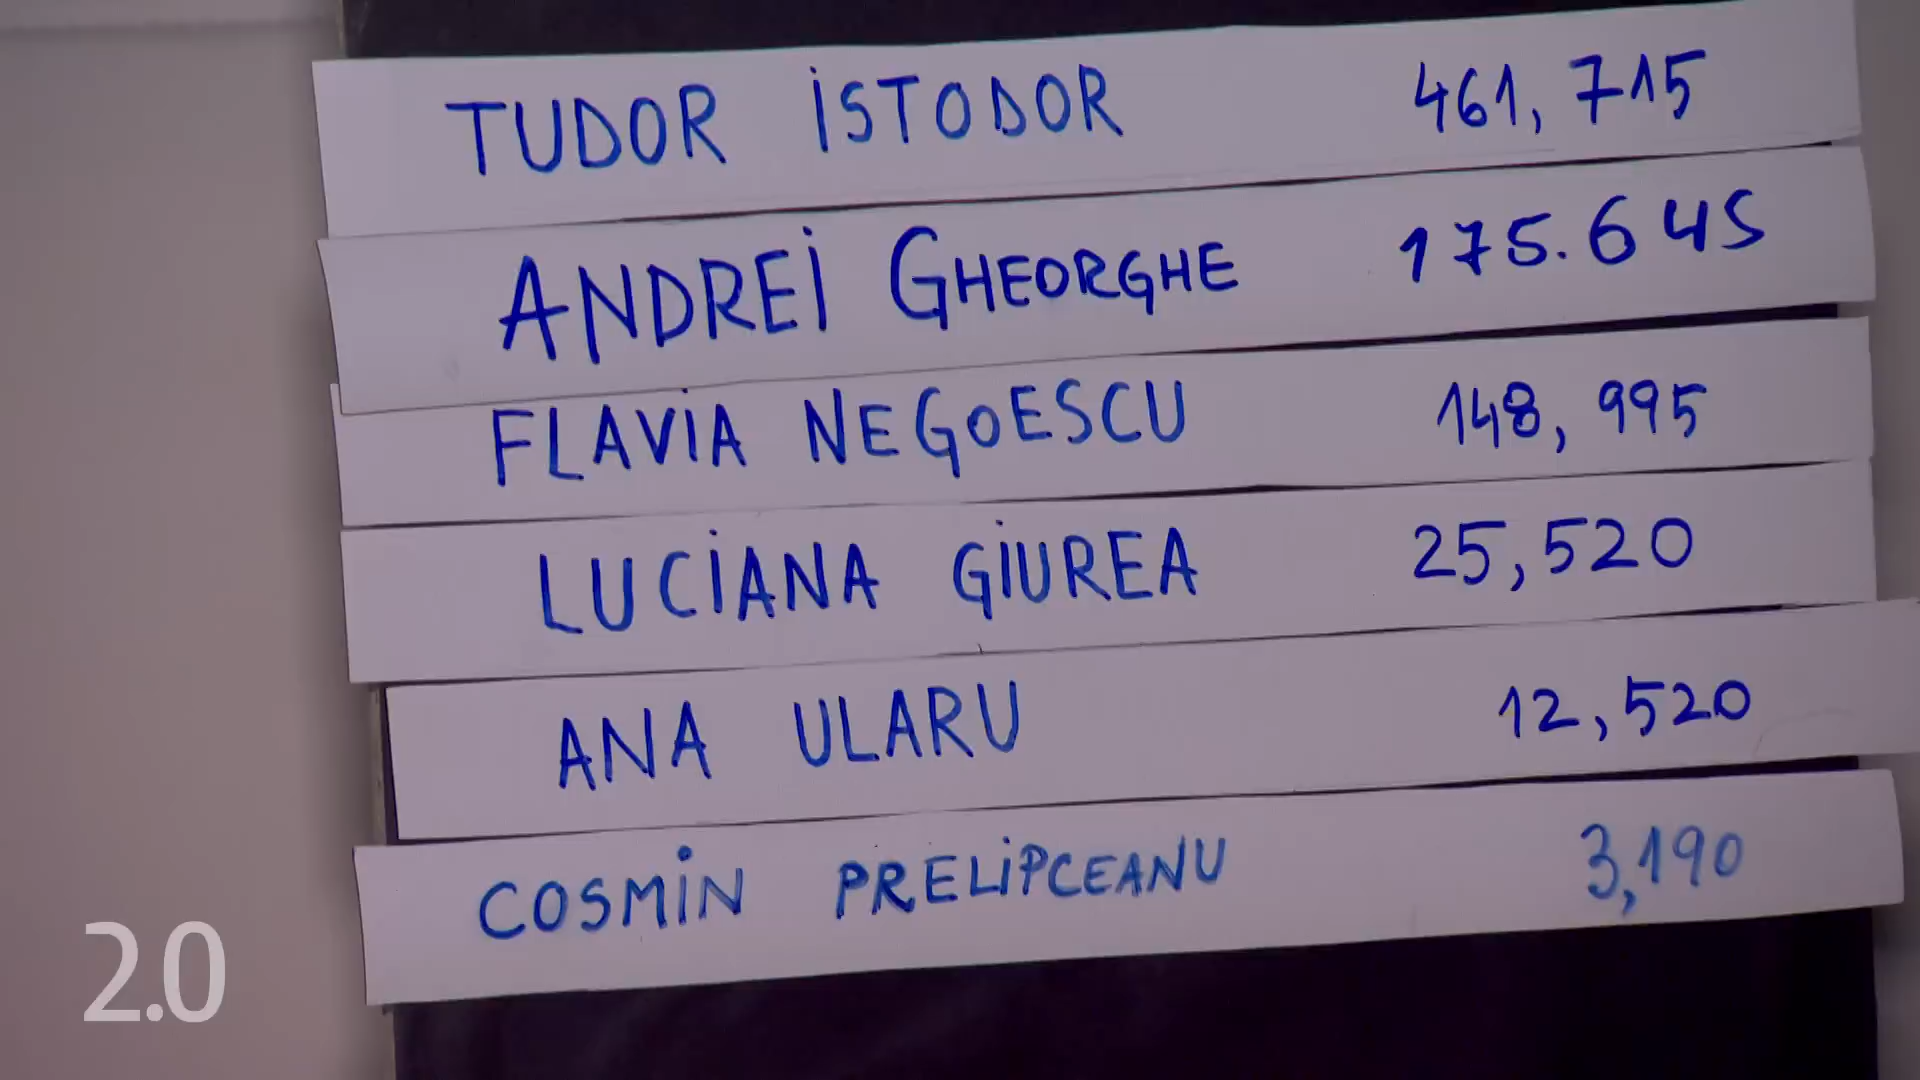 TUDOR ISTODOR 461,715
ANDREI GHEORGHE 175.645
FLAVIA NEGOESCU 148,995
LUCIANA GIUREA 25,520
ANA ULARU 12,520
COSMIN PRELIPCEANU 3,190
2.0